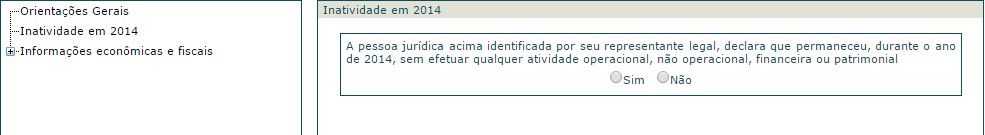 Orientações Gerais
Inatividade em 2014
Informações econômicas e fiscais
Inatividade em 2014
A pessoa jurídica acima identificada por seu representante legal, declara que permaneceu, durante o ano
de 2014, sem efetuar qualquer atividade operacional, não operacional, financeira ou patrimonial
Sim Não